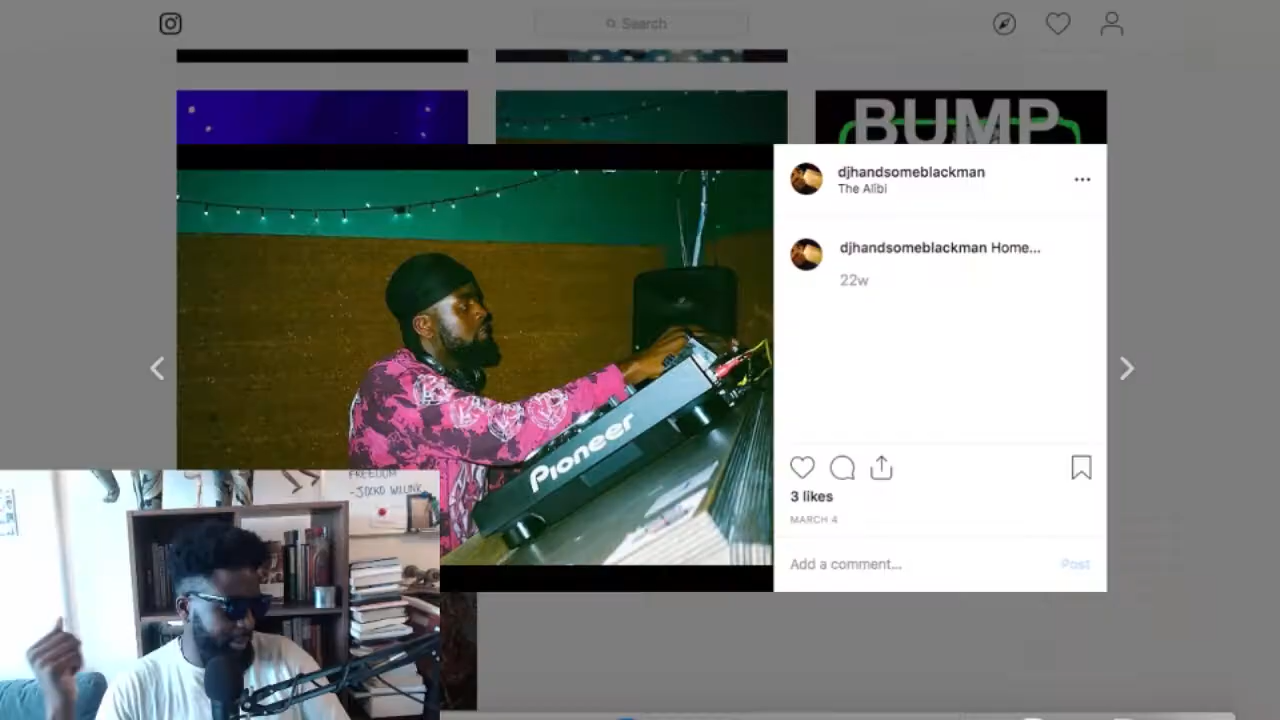 Search
BUMP
djhandsomeblackman
The Alibi
djhandsomeblackman Home...
22w
Pioneer
3 likes
MARCH 4
Add a comment...
Post
FREEDOM
-JOCKO WILLINK